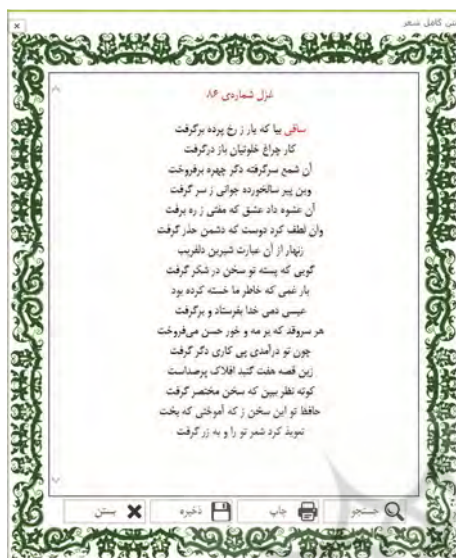 متن کامل شعر
غزل شماره‌ی ۸۶
ساقی بیا که یار ز رخ پرده برگرفت
کار چراغ خلوتیان باز درگرفت
آن شمع سرگرفته دگر چهره برفروخت
وین پیر سالخورده جوانی ز سر گرفت
آن عشوه داد عشق که مفتی ز ره برفت
وان لطف کرد دوست که دشمن حذر گرفت
زنهار از آن عبارت شیرین دلفریب
گویی که پسته تو سخن در شکر گرفت
بار غمی که خاطر ما خسته کرده بود
عیسی دمی خدا بفرستاد و برگرفت
هر سروقد که بر مه و خور حسن می‌فروخت
چون تو درآمدی پی کاری دگر گرفت
زین قصه هفت گنبد افلاک پرصداست
کوته نظر ببین که سخن مختصر گرفت
حافظ تو این سخن ز که آموختی که بخت
تعویذ کرد شعر تو را و به زر گرفت
جستجو چاپ ذخیره بستن